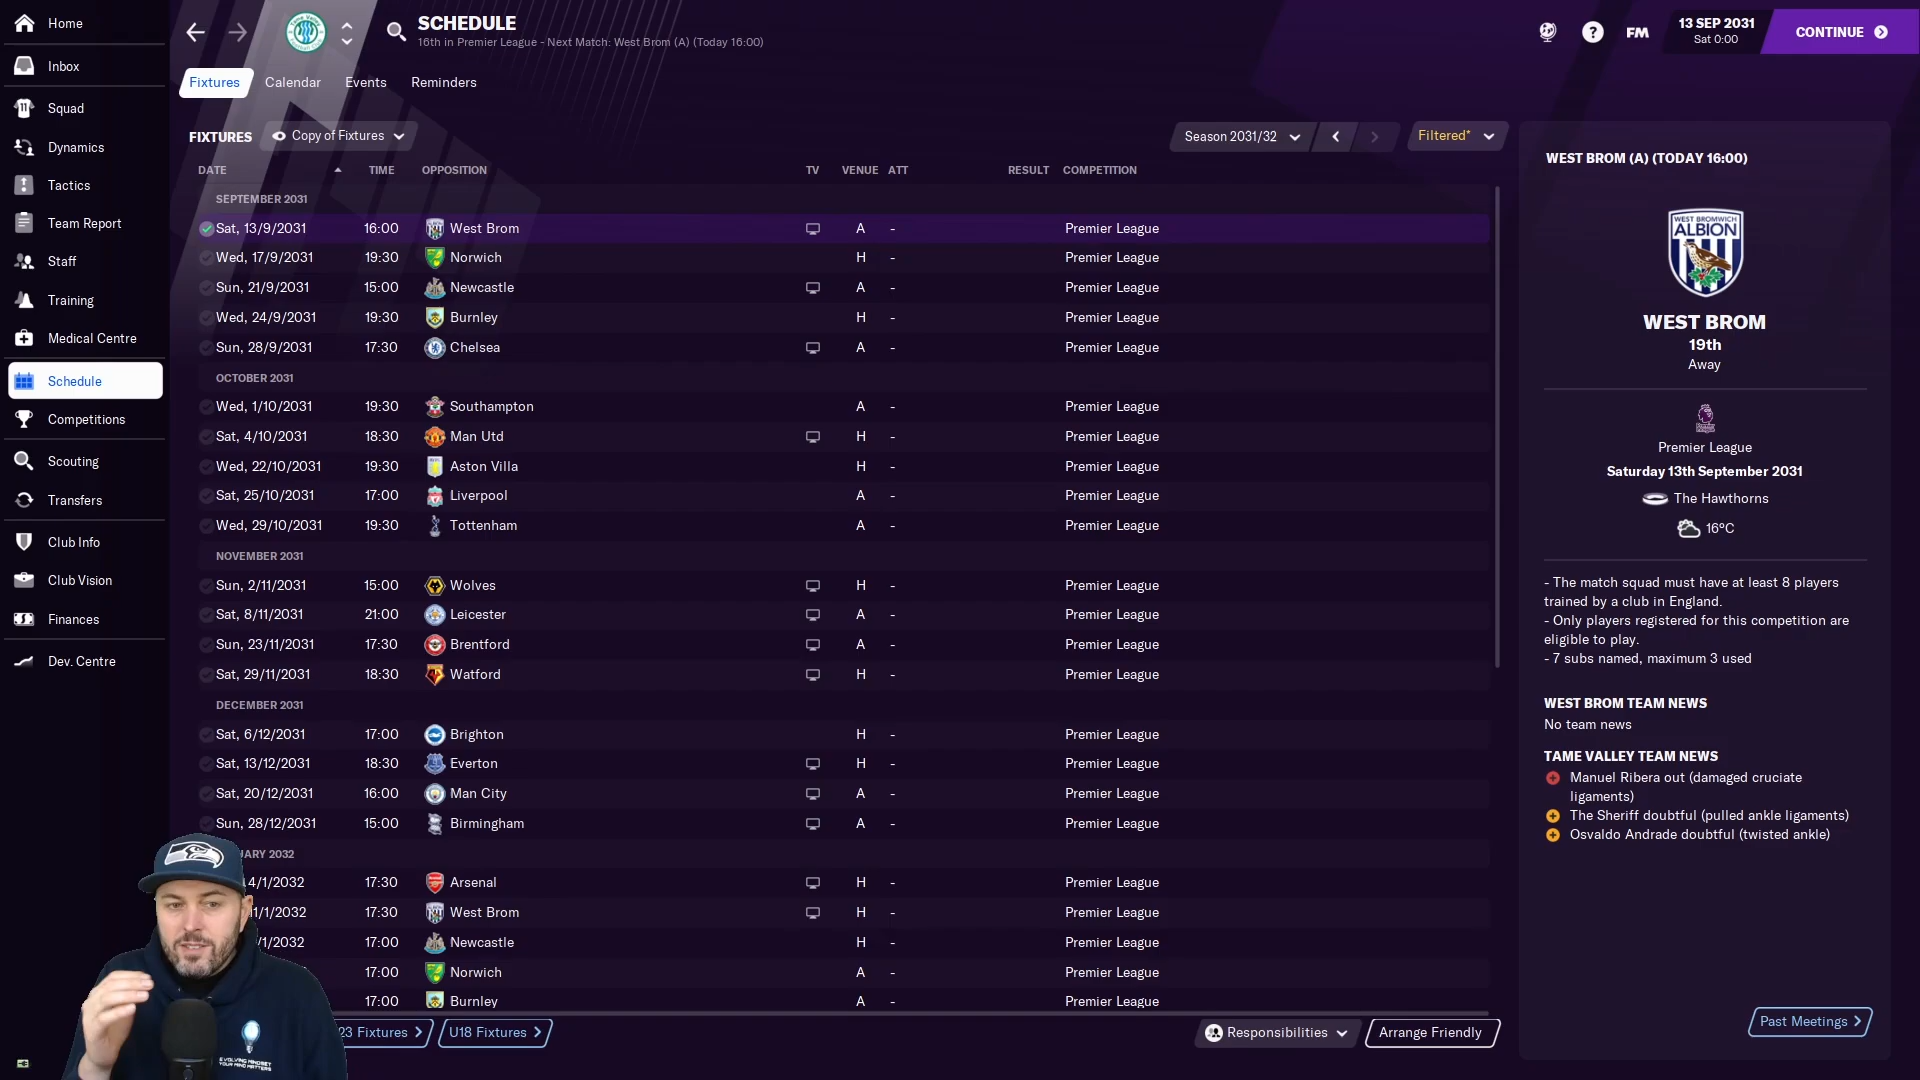 Home
Inbox
Squad
Dynamics
Tactics
Team Report
Staff
Training
Medical Centre
Schedule
Competitions
Scouting
Transfers
Club Info
Club Vision
Finances
Dev. Centre
SCHEDULE
16th in Premier League - Next Match: West Brom (A) (Today 16:00)
FM
13 SEP 2031
Sat 0:00
CONTINUE
Fixtures Calendar Events Reminders
FIXTURES Copy of Fixtures Season 2031/32 Filtered*
DATE TIME OPPOSITION TV VENUE ATT RESULT COMPETITION
SEPTEMBER 2031
Sat, 13/9/2031 16:00 West Brom A - Premier League
Wed, 17/9/2031 19:30 Norwich H - Premier League
Sun, 21/9/2031 15:00 Newcastle A - Premier League
Wed, 24/9/2031 19:30 Burnley H - Premier League
Sun, 28/9/2031 17:30 Chelsea A - Premier League
OCTOBER 2031
Wed, 1/10/2031 19:30 Southampton A - Premier League
Sat, 4/10/2031 18:30 Man Utd H - Premier League
Wed, 22/10/2031 19:30 Aston Villa H - Premier League
Sat, 25/10/2031 17:00 Liverpool A - Premier League
Wed, 29/10/2031 19:30 Tottenham A - Premier League
NOVEMBER 2031
Sun, 2/11/2031 15:00 Wolves H - Premier League
Sat, 8/11/2031 21:00 Leicester A - Premier League
Sun, 23/11/2031 17:30 Brentford A - Premier League
Sat, 29/11/2031 18:30 Watford H - Premier League
DECEMBER 2031
Sat, 6/12/2031 17:00 Brighton H - Premier League
Sat, 13/12/2031 18:30 Everton H - Premier League
Sat, 20/12/2031 16:00 Man City A - Premier League
Sun, 28/12/2031 15:00 Birmingham A - Premier League
UARY 2032
4/1/2032 17:30 Arsenal H - Premier League
11/1/2032 17:30 West Brom H - Premier League
/1/2032 17:00 Newcastle H - Premier League
17:00 Norwich A - Premier League
17:00 Burnley A - Premier League
23 Fixtures U18 Fixtures Responsibilities Arrange Friendly
WEST BROM (A) (TODAY 16:00)
WEST BROMWICH
ALBION
WEST BROM
19th
Away
Premier League
Saturday 13th September 2031
The Hawthorns
16°C
- The match squad must have at least 8 players
trained by a club in England.
- Only players registered for this competition are
eligible to play.
- 7 subs named, maximum 3 used
WEST BROM TEAM NEWS
No team news
TAME VALLEY TEAM NEWS
Manuel Ribera out (damaged cruciate
ligaments)
The Sheriff doubtful (pulled ankle ligaments)
Osvaldo Andrade doubtful (twisted ankle)
Past Meetings
EVOLVING MINDSET
YOUR MIND MATTERS